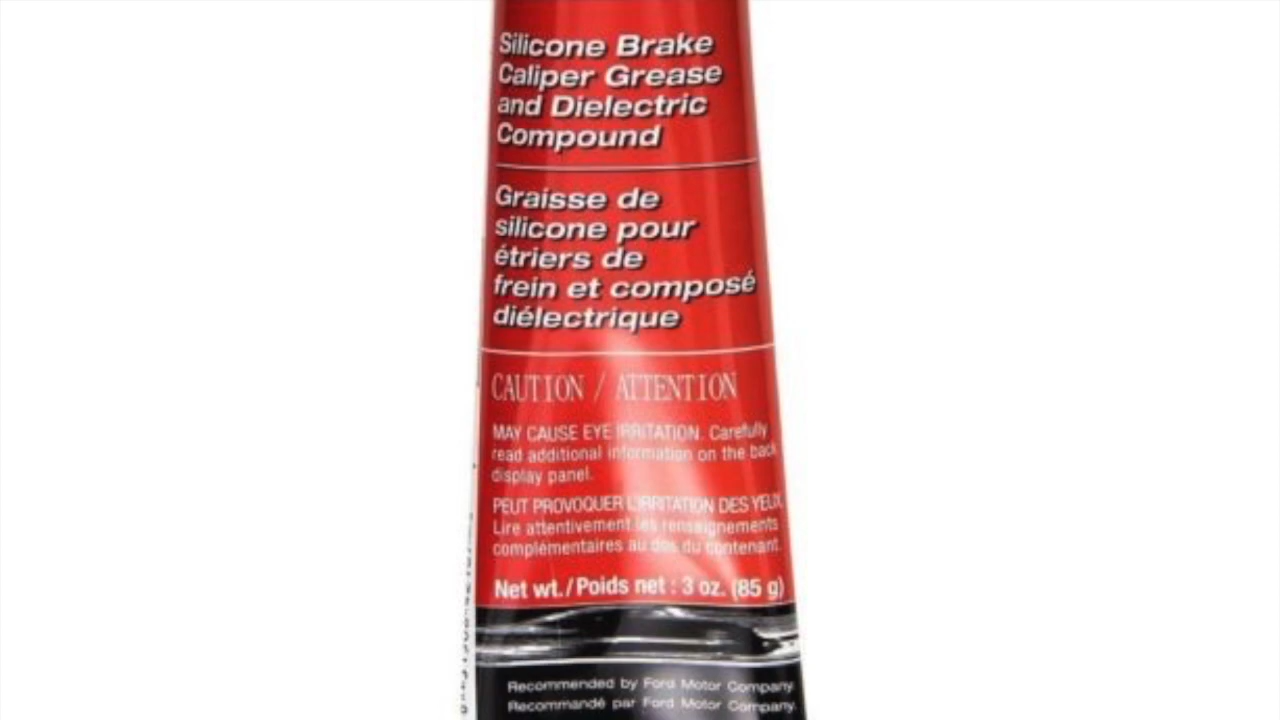 Silicone Brake
Caliper Grease
and Dielectric
Compound
Graisse de
silicone pour
étriers de
frein et composé
diélectrique
CAUTION / ATTENTION
MAY CAUSE EYE IRRITATION. Carefully
read additional information on the back
display panel.
PEUT PROVOQUER L'IRRITATION DES YEUX.
Lire attentivement les renseignements
complémentaires au dos du contenant.
Net wt./Poids net : 3 oz. (85 g)
Recommended by Ford Motor Company.
Recommandé par Ford Motor Company.